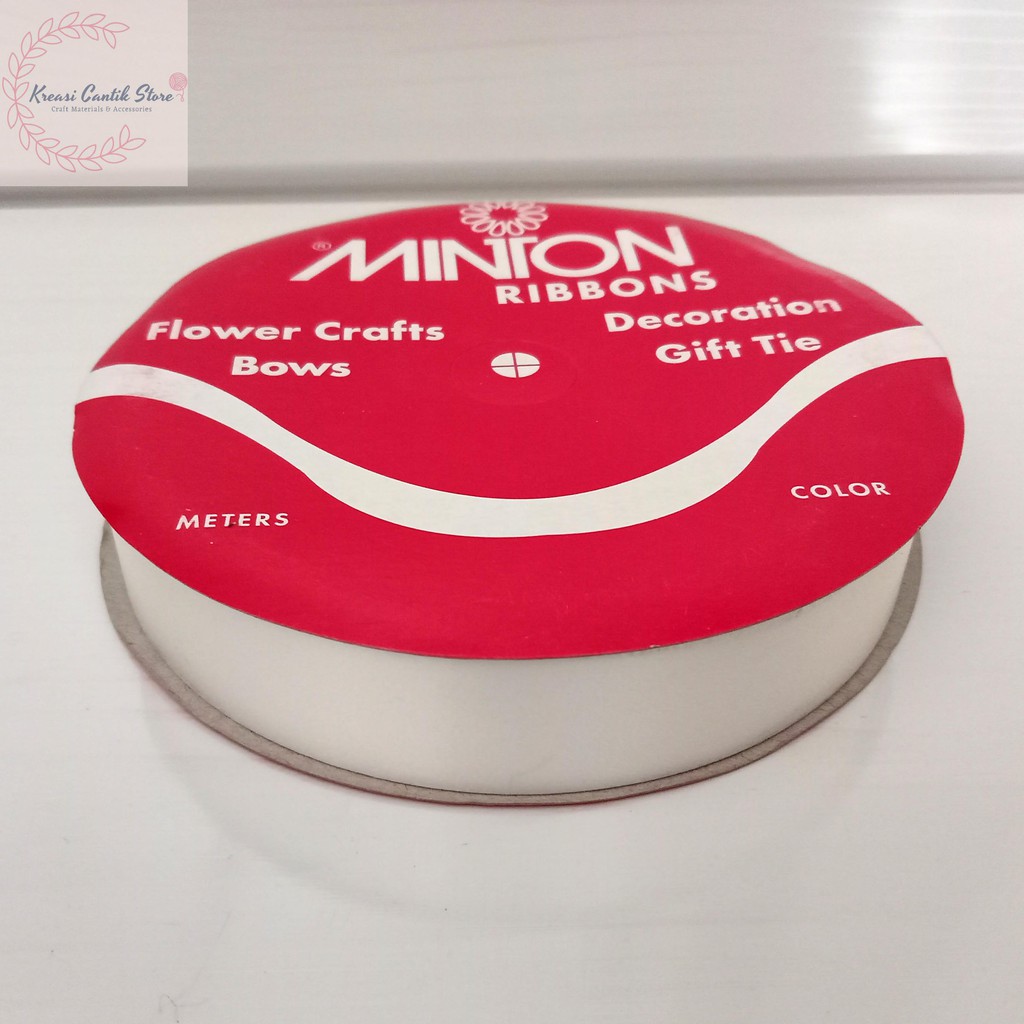 Kreasi Cantik Store
Craft Materials & Accessories
® MINTON
RIBBONS
Flower Crafts
Bows
Decoration
Gift Tie
METERS
COLOR